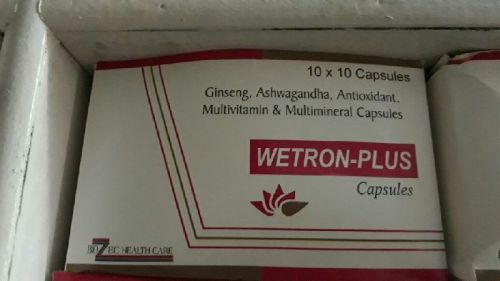 10 x 10 Capsules
Ginseng, Ashwagandha, Antioxidant,
Multivitamin & Multimineral Capsules
WETRON-PLUS
Capsules
HEALTH CARE